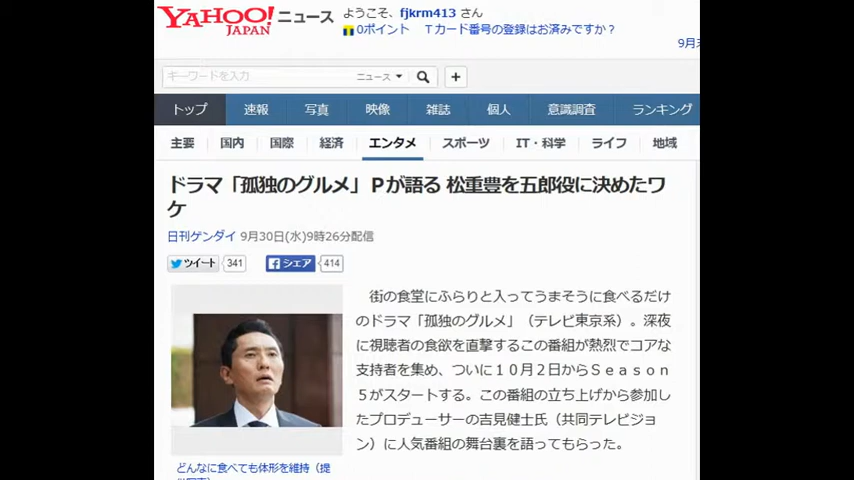 YAHOO! JAPAN ニュース
ようこそ、fjkrm413 さん
0ポイント Tカード番号の登録はお済みですか？
9月
キーワードを入力 ニュース
トップ 速報 写真 映像 雑誌 個人 意識調査 ランキング
主要 国内 国際 経済 エンタメ スポーツ IT・科学 ライフ 地域
ドラマ「孤独のグルメ」Ｐが語る 松重豊を五郎役に決めたワ
ケ
日刊ゲンダイ 9月30日(水)9時26分配信
ツイート 341 シェア 414
街の食堂にふらりと入ってうまそうに食べるだけ
のドラマ「孤独のグルメ」（テレビ東京系）。深夜
に視聴者の食欲を直撃するこの番組が熱烈でコアな
支持者を集め、ついに１０月２日からＳｅａｓｏｎ
５がスタートする。この番組の立ち上げから参加し
たプロデューサーの吉見健士氏（共同テレビジョ
ン）に人気番組の舞台裏を語ってもらった。
どんなに食べても体形を維持（提